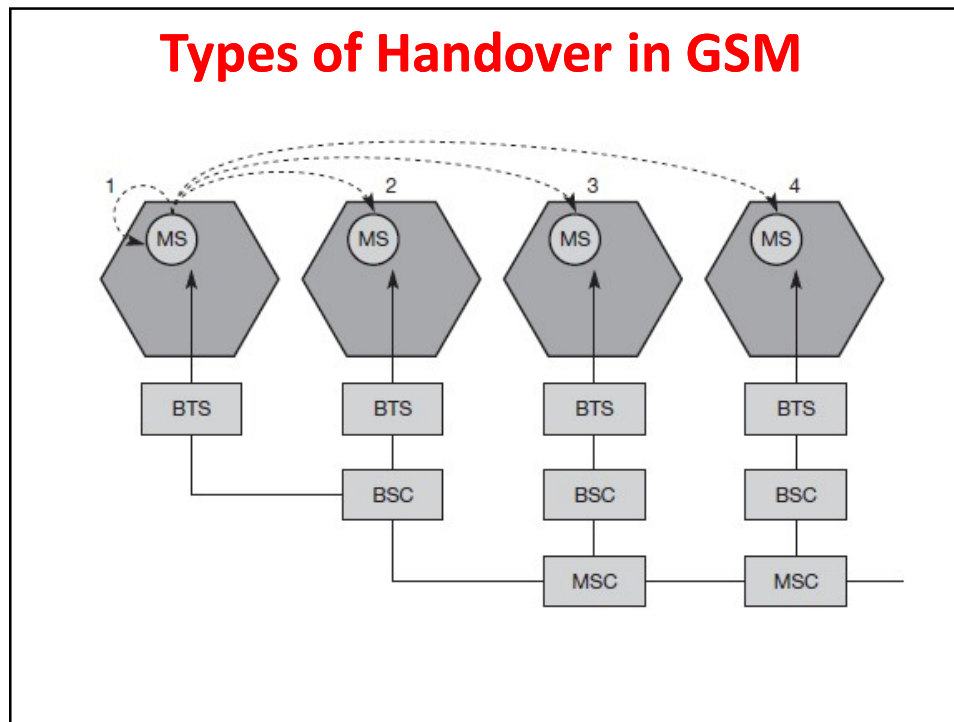 Types of Handover in GSM
1 2 3 4
MS MS MS MS
BTS BTS BTS BTS
BSC BSC BSC
MSC MSC